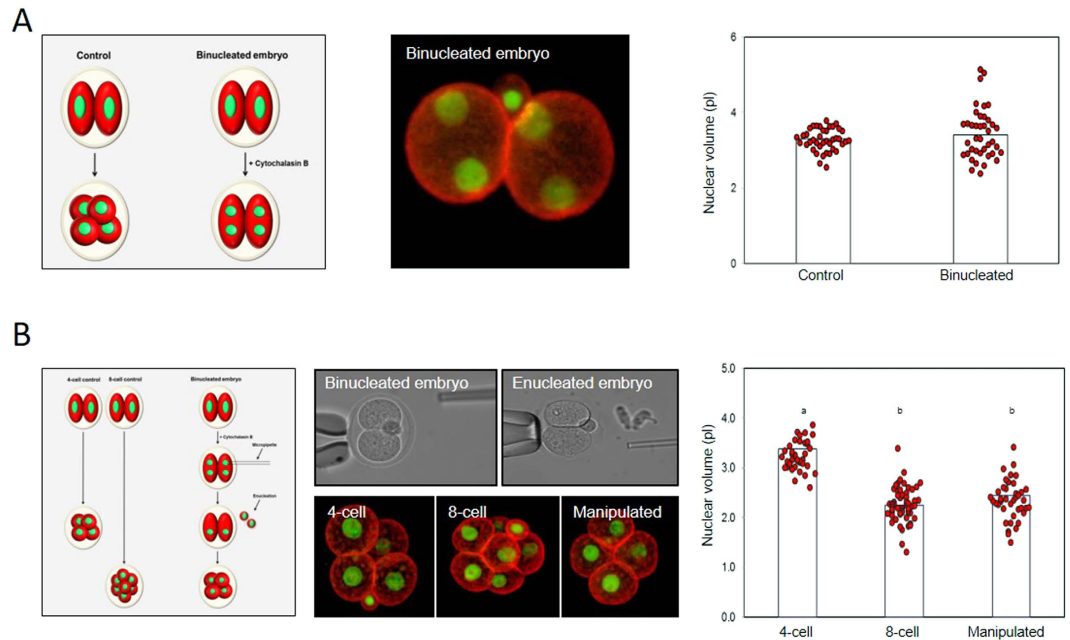 A
Control
Binucleated embryo
+ Cytochalasin B
Binucleated embryo
Nuclear volume (pl)
6
4
2
0
Control
Binucleated
B
4-cell control
8-cell control
Binucleated embryo
+ Cytochalasin B
Micropipette
Enucleation
Binucleated embryo
Enucleated embryo
4-cell
8-cell
Manipulated
Nuclear volume (pl)
5.0
4.0
3.0
2.0
1.0
0.0
a
b
b
4-cell
8-cell
Manipulated